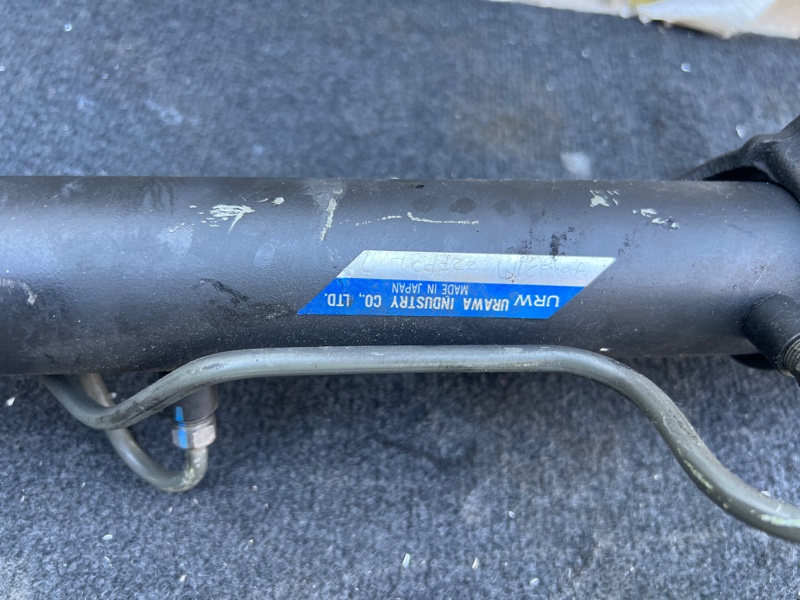 URW URAWA INDUSTRY CO., LTD.
MADE IN JAPAN